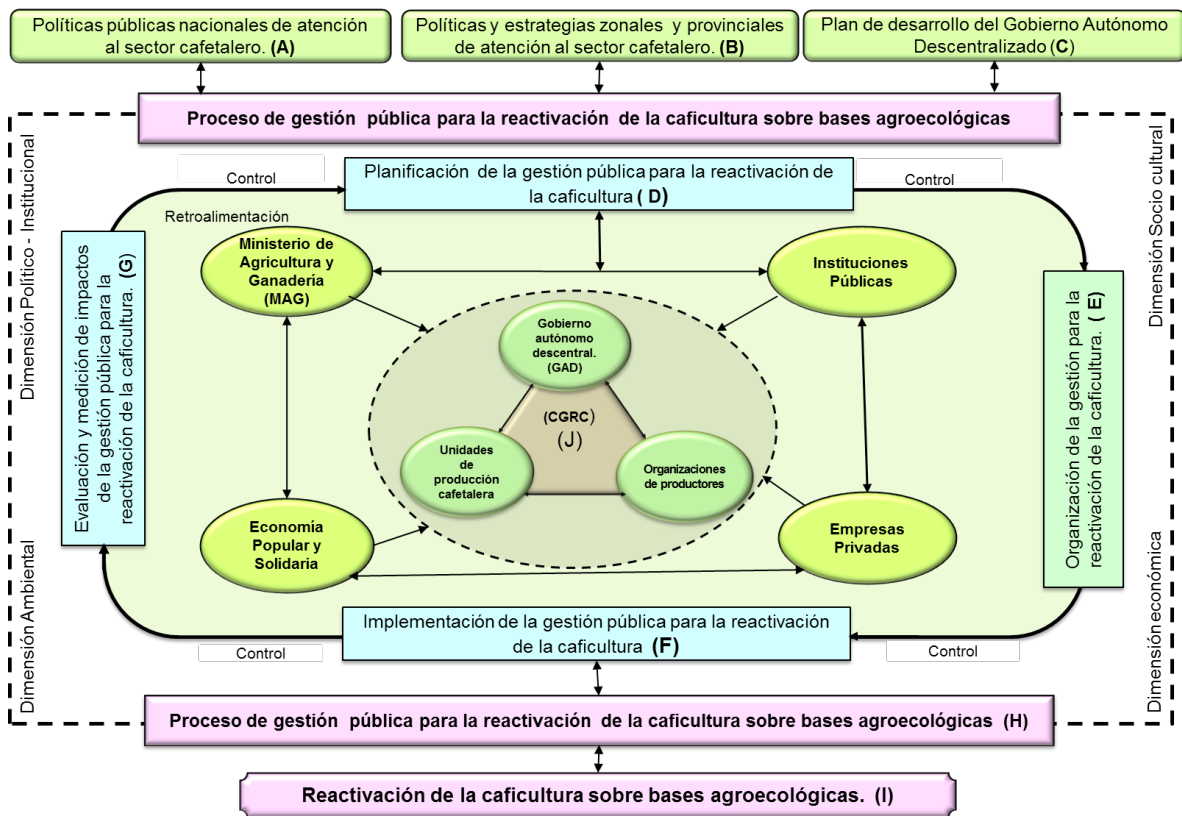 Políticas públicas nacionales de atención
al sector cafetalero. (A)
Políticas y estrategias zonales y provinciales
de atención al sector cafetalero. (B)
Plan de desarrollo del Gobierno Autónomo
Descentralizado (C)
Proceso de gestión pública para la reactivación de la caficultura sobre bases agroecológicas
Dimensión Político - Institucional
Dimensión Socio cultural
Control
Planificación de la gestión pública para la reactivación de
la caficultura ( D)
Control
Retroalimentación
Ministerio de
Agricultura y
Ganadería
(MAG)
Instituciones
Públicas
Evaluación y medición de impactos
de la gestión pública para la
reactivación de la caficultura. (G)
Organización de la gestión para la
reactivación de la caficultura. ( E)
Gobierno
autónomo
descentral.
(GAD)
(CGRC)
(J)
Unidades
de
producción
cafetalera
Organizaciones
de productores
Economía
Popular y
Solidaria
Empresas
Privadas
Dimensión Ambiental
Dimensión económica
Implementación de la gestión pública para la reactivación
de la caficultura (F)
Control
Control
Proceso de gestión pública para la reactivación de la caficultura sobre bases agroecológicas (H)
Reactivación de la caficultura sobre bases agroecológicas. (I)